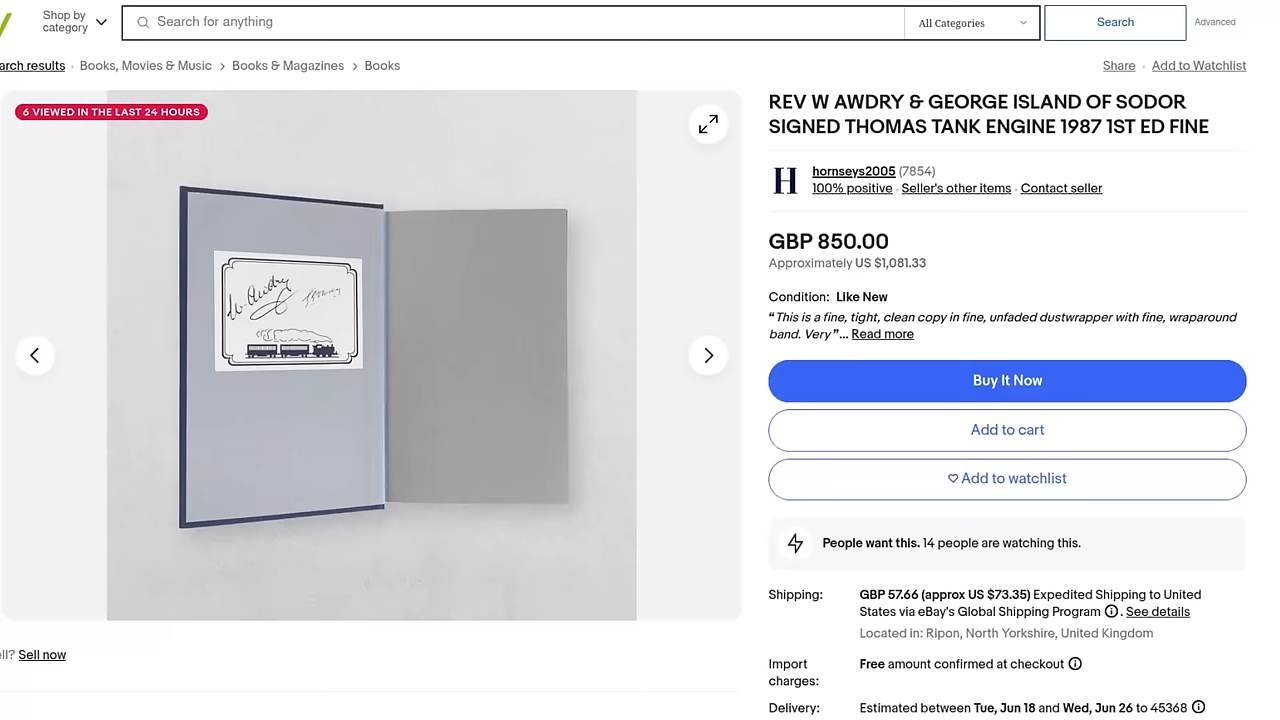 Shop by
category
Search for anything
All Categories
Search
Advanced
arch results
Books, Movies & Music > Books & Magazines > Books
Share
Add to Watchlist
6 VIEWED IN THE LAST 24 HOURS
W. Awdry
REV W AWDRY & GEORGE ISLAND OF SODOR
SIGNED THOMAS TANK ENGINE 1987 1ST ED FINE
H
hornseys2005 (7854)
100% positive · Seller's other items · Contact seller
GBP 850.00
Approximately US $1,081.33
Condition: Like New
“This is a fine, tight, clean copy in fine, unfaded dustwrapper with fine, wraparound
band. Very”... Read more
Buy It Now
Add to cart
Add to watchlist
People want this. 14 people are watching this.
Shipping: GBP 57.66 (approx US $73.35) Expedited Shipping to United
States via eBay's Global Shipping Program. See details
Located in: Ripon, North Yorkshire, United Kingdom
Import
charges:
Free amount confirmed at checkout
Delivery: Estimated between Tue, Jun 18 and Wed, Jun 26 to 45368
ell? Sell now